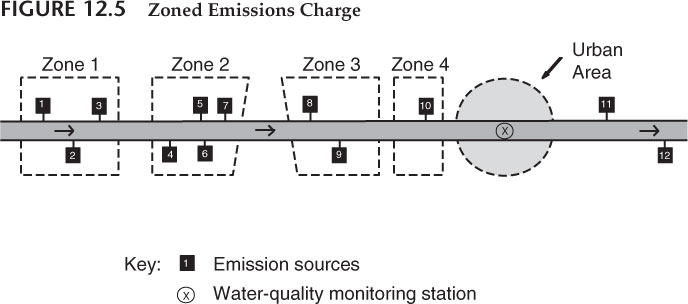 FIGURE 12.5 Zoned Emissions Charge
Urban
Area
Zone 1 Zone 2 Zone 3 Zone 4
1 3 5 7 8 10 11
X
2 4 6 9 12
Key: 1 Emission sources
X Water-quality monitoring station